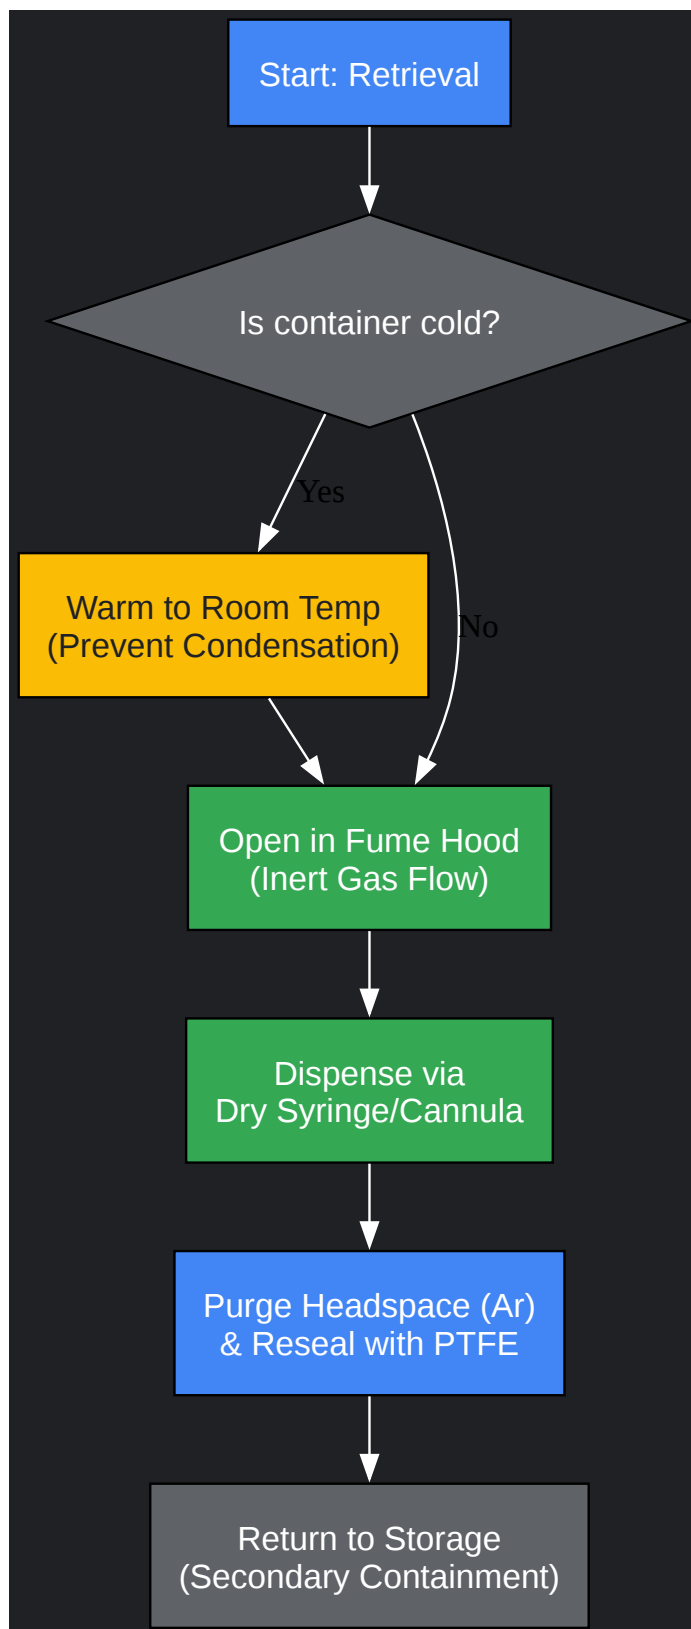 Start: Retrieval
Is container cold?
Yes
Warm to Room Temp
(Prevent Condensation)
No
Open in Fume Hood
(Inert Gas Flow)
Dispense via
Dry Syringe/Cannula
Purge Headspace (Ar)
& Reseal with PTFE
Return to Storage
(Secondary Containment)